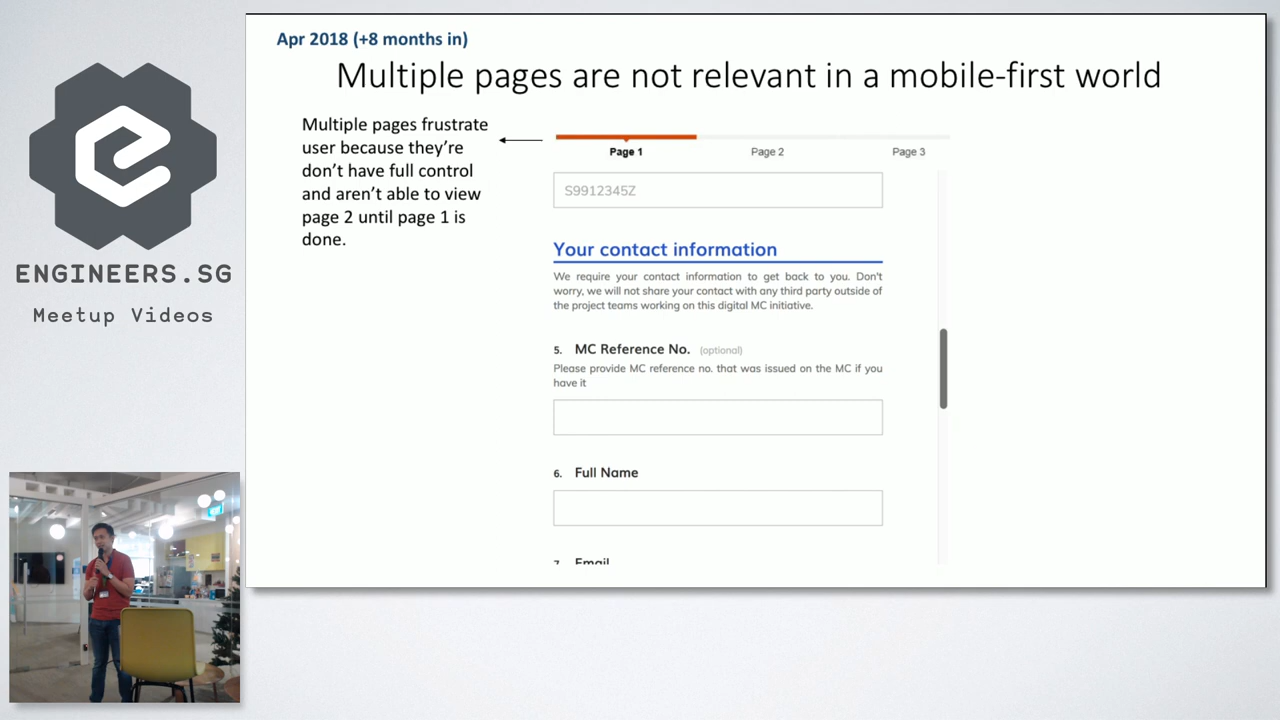 ENGINEERS.SG
Meetup Videos
Apr 2018 (+8 months in)
Multiple pages are not relevant in a mobile-first world
Multiple pages frustrate
user because they're
don't have full control
and aren't able to view
page 2 until page 1 is
done.
Page 1
Page 2
Page 3
S9912345Z
Your contact information
We require your contact information to get back to you. Don't
worry, we will not share your contact with any third party outside of
the project teams working on this digital MC initiative.
5. MC Reference No. (optional)
Please provide MC reference no. that was issued on the MC if you
have it
6. Full Name
7. Email